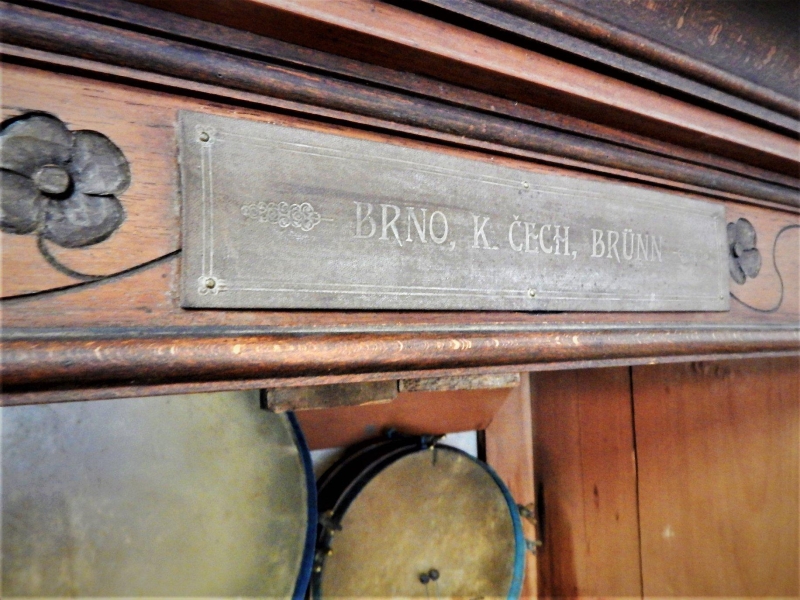 BRNO, K. ČECH, BRÜNN